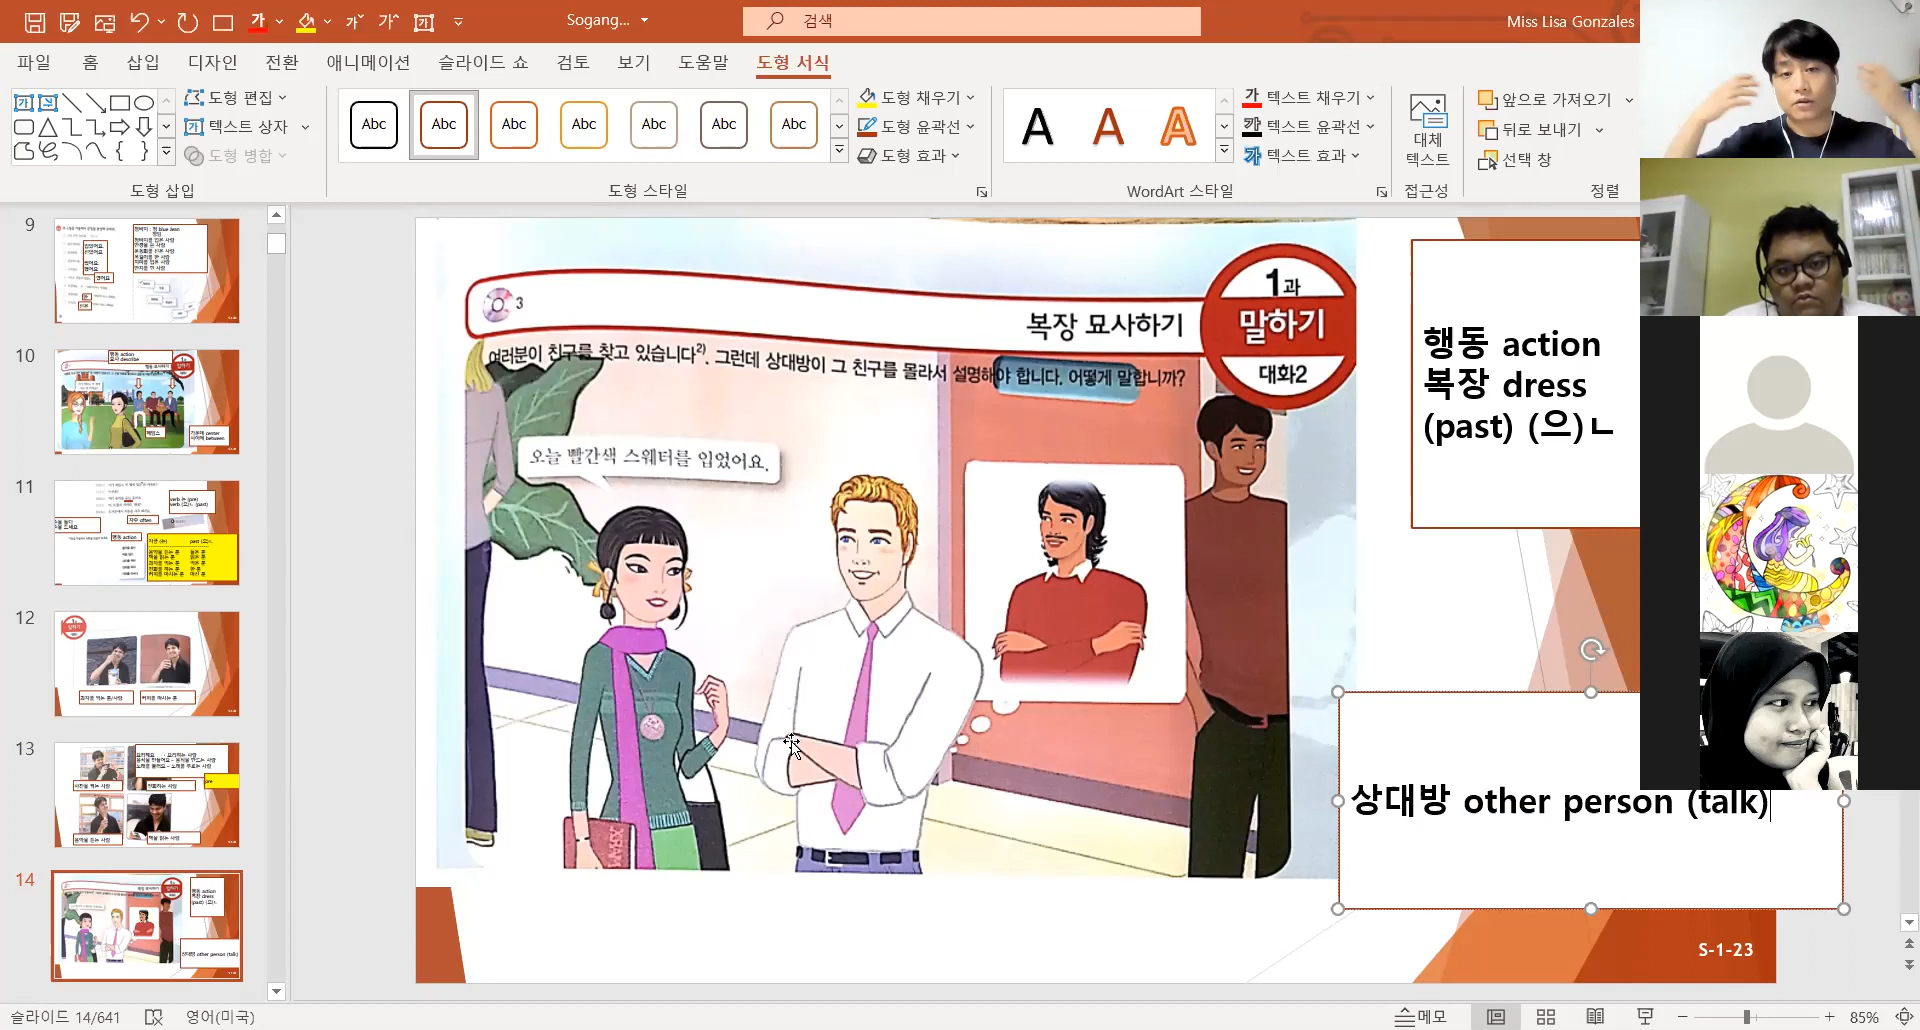 Sogang...
검색
Miss Lisa Gonzales
파일 홈 삽입 디자인 전환 애니메이션 슬라이드 쇼 검토 보기 도움말 도형 서식
도형 편집
텍스트 상자
도형 병합
도형 삽입
Abc Abc Abc Abc Abc Abc Abc
도형 채우기
도형 윤곽선
도형 효과
도형 스타일
A A A
텍스트 채우기
텍스트 윤곽선
텍스트 효과
WordArt 스타일
대체
텍스트
접근성
앞으로 가져오기
뒤로 보내기
선택 창
정렬
9
10
11
12
13
14
3
복장 묘사하기
1과
말하기
대화2
여러분이 친구를 찾고 있습니다2). 그런데 상대방이 그 친구를 몰라서 설명해야 합니다. 어떻게 말합니까?
오늘 빨간색 스웨터를 입었어요.
행동 action
복장 dress
(past) (으)ㄴ
상대방 other person (talk)
S-1-23
슬라이드 14/641
영어(미국)
메모
85%